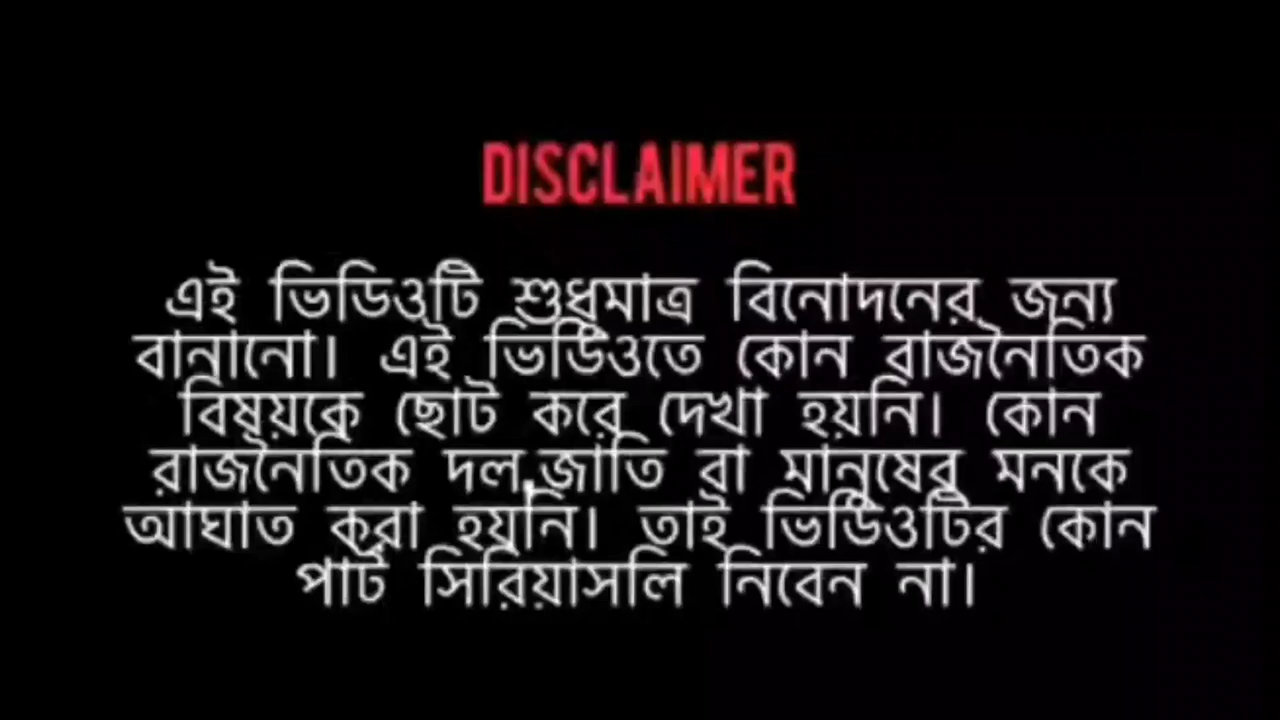 DISCLAIMER
এই ভিডিওটি শুধুমাত্র বিনোদনের জন্য
বানানো। এই ভিডিওতে কোন রাজনৈতিক
বিষয়কে ছোট করে দেখা হয়নি। কোন
রাজনৈতিক দল,জাতি বা মানুষের মনকে
আঘাত করা হয়নি। তাই ভিডিওটির কোন
পার্ট সিরিয়াসলি নিবেন না।